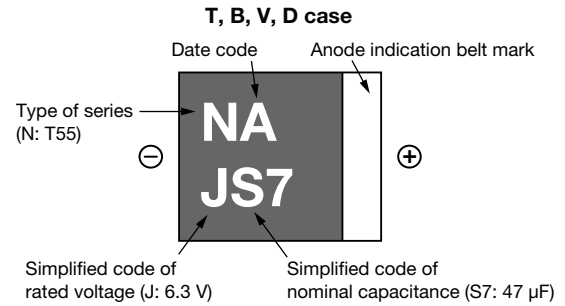 T, B, V, D case
Date code
Anode indication belt mark
Type of series
(N: T55)
NA
⊖
⊕
JS7
Simplified code of
rated voltage (J: 6.3 V)
Simplified code of
nominal capacitance (S7: 47 μF)